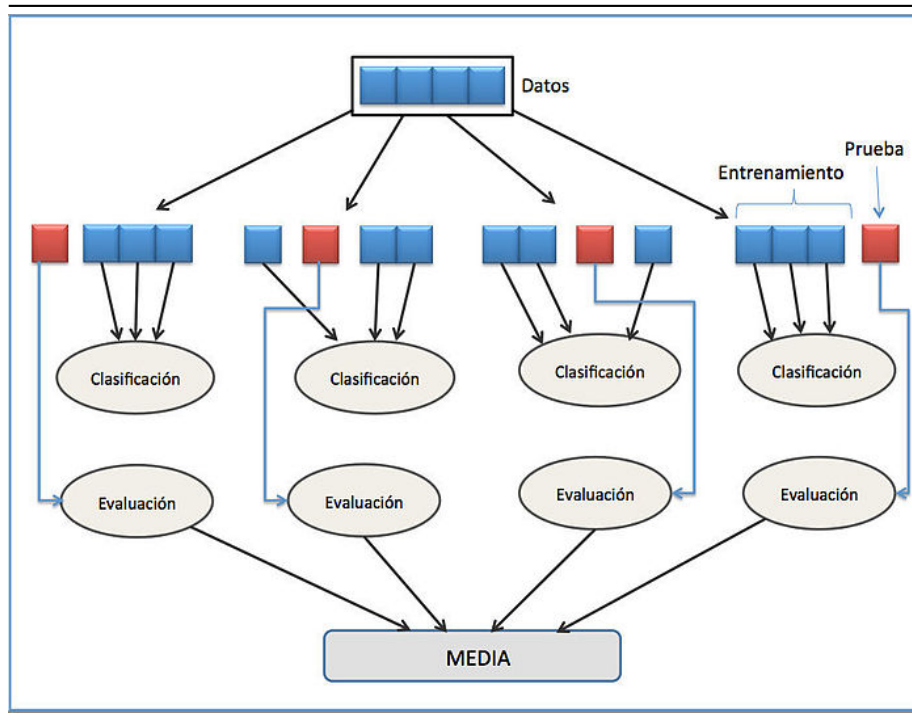 Datos
Prueba
Entrenamiento
Clasificación
Clasificación
Clasificación
Clasificación
Evaluación
Evaluación
Evaluación
Evaluación
MEDIA